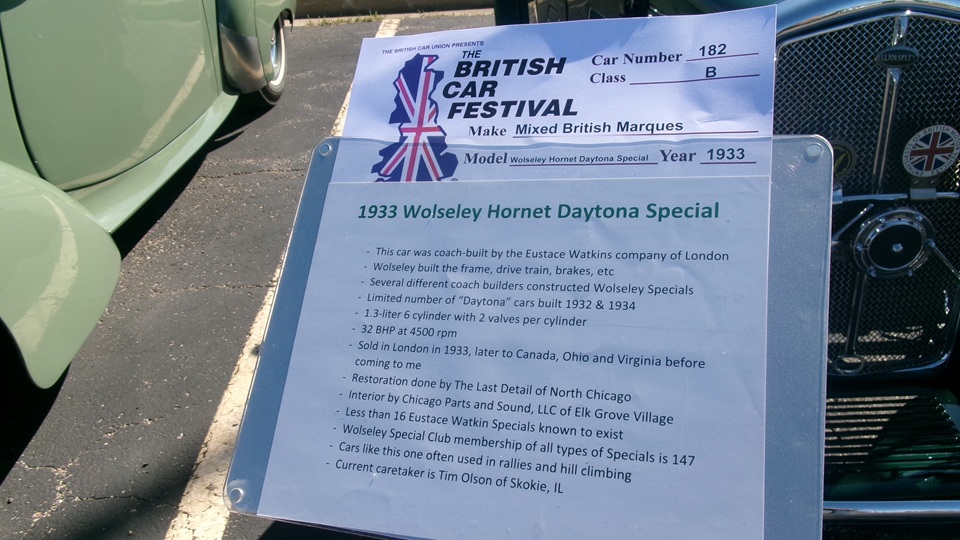 THE BRITISH CAR UNION PRESENTS
THE
BRITISH
CAR
FESTIVAL
Car Number 182
Class B
Make Mixed British Marques
Model Wolseley Hornet Daytona Special Year 1933
1933 Wolseley Hornet Daytona Special
- This car was coach-built by the Eustace Watkins company of London
- Wolseley built the frame, drive train, brakes, etc
- Several different coach builders constructed Wolseley Specials
- Limited number of "Daytona" cars built 1932 & 1934
- 1.3-liter 6 cylinder with 2 valves per cylinder
- 32 BHP at 4500 rpm
- Sold in London in 1933, later to Canada, Ohio and Virginia before
coming to me
- Restoration done by The Last Detail of North Chicago
- Interior by Chicago Parts and Sound, LLC of Elk Grove Village
- Less than 16 Eustace Watkin Specials known to exist
- Wolseley Special Club membership of all types of Specials is 147
- Cars like this one often used in rallies and hill climbing
- Current caretaker is Tim Olson of Skokie, IL